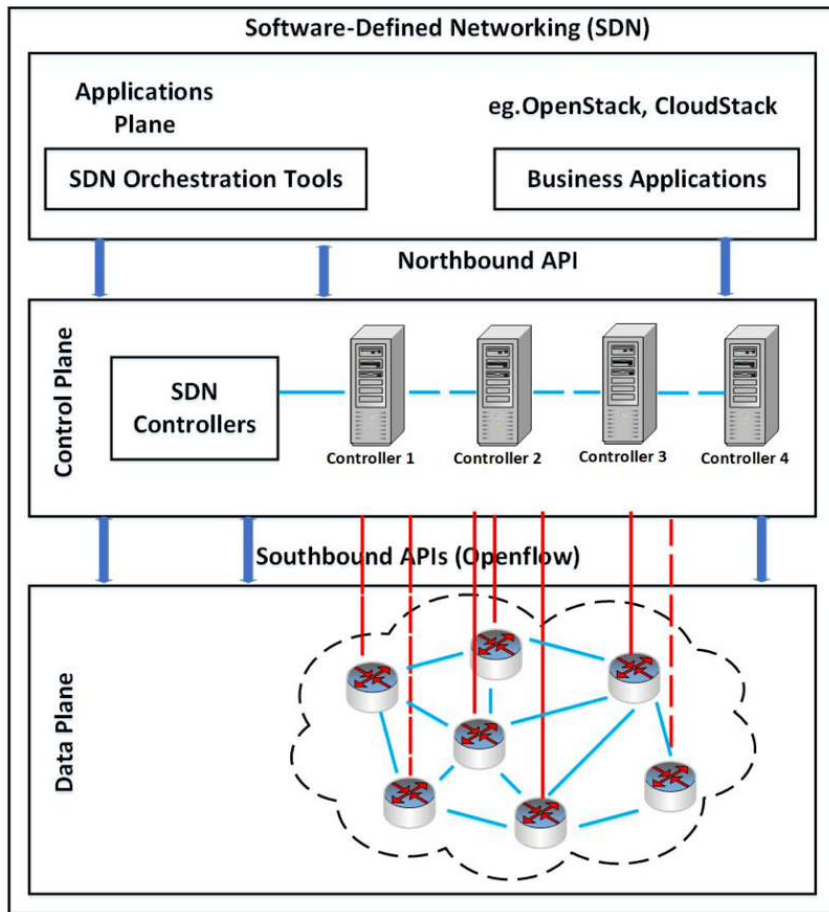 Software-Defined Networking (SDN)
Applications
Plane
eg.OpenStack, CloudStack
SDN Orchestration Tools
Business Applications
Northbound API
Control Plane
SDN
Controllers
Controller 1
Controller 2
Controller 3
Controller 4
Southbound APIs (Openflow)
Data Plane